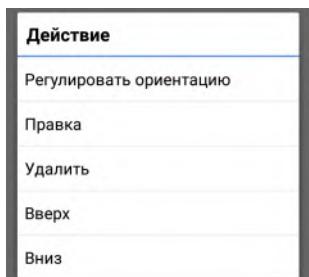 Действие
Регулировать ориентацию
Правка
Удалить
Вверх
Вниз